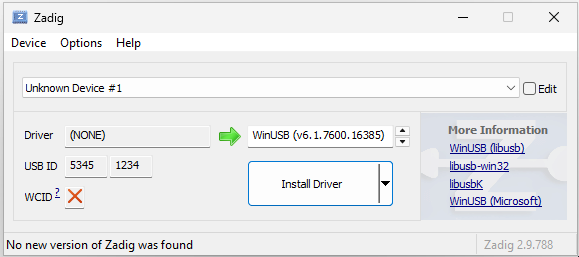 Zadig
Device Options Help
Unknown Device #1 Edit
Driver (NONE) WinUSB (v6.1.7600.16385)
USB ID 5345 1234
WCID ?
Install Driver
More Information
WinUSB (libusb)
libusb-win32
libusbK
WinUSB (Microsoft)
No new version of Zadig was found Zadig 2.9.788